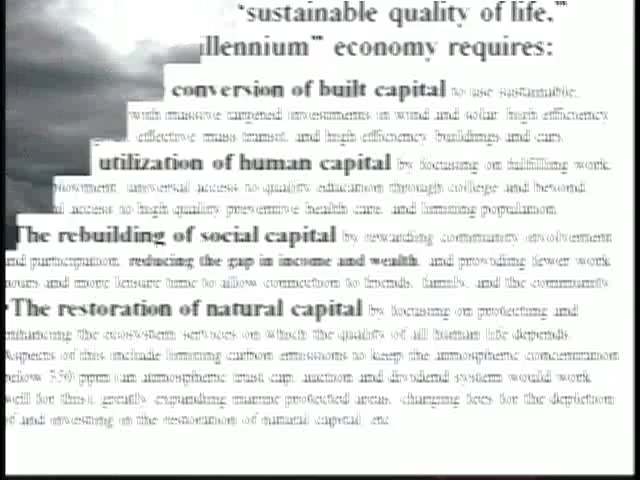 "sustainable quality of life,"
llennium" economy requires:
conversion of built capital to use sustainable,
with massive targeted investments in wind and solar, high efficiency
effective mass transit, and high efficiency buildings and cars.
utilization of human capital by focusing on fulfilling work,
loyment, universal access to quality education through college and beyond
al access to high quality preventive health care, and limiting population
The rebuilding of social capital by rewarding community involvement
and participation, reducing the gap in income and wealth, and providing fewer work
hours and more leisure time to allow connection to friends, family, and the community
•The restoration of natural capital by focusing on protecting and
enhancing the ecosystem services on which the quality of all human life depends.
Aspects of this include limiting carbon emissions to keep the atmospheric concentration
below 350 ppm (an atmospheric trust cap, auction and dividend system would work
well for this), greatly expanding marine protected areas, changing fees for the depletion
of and investing in the restoration of natural capital, etc